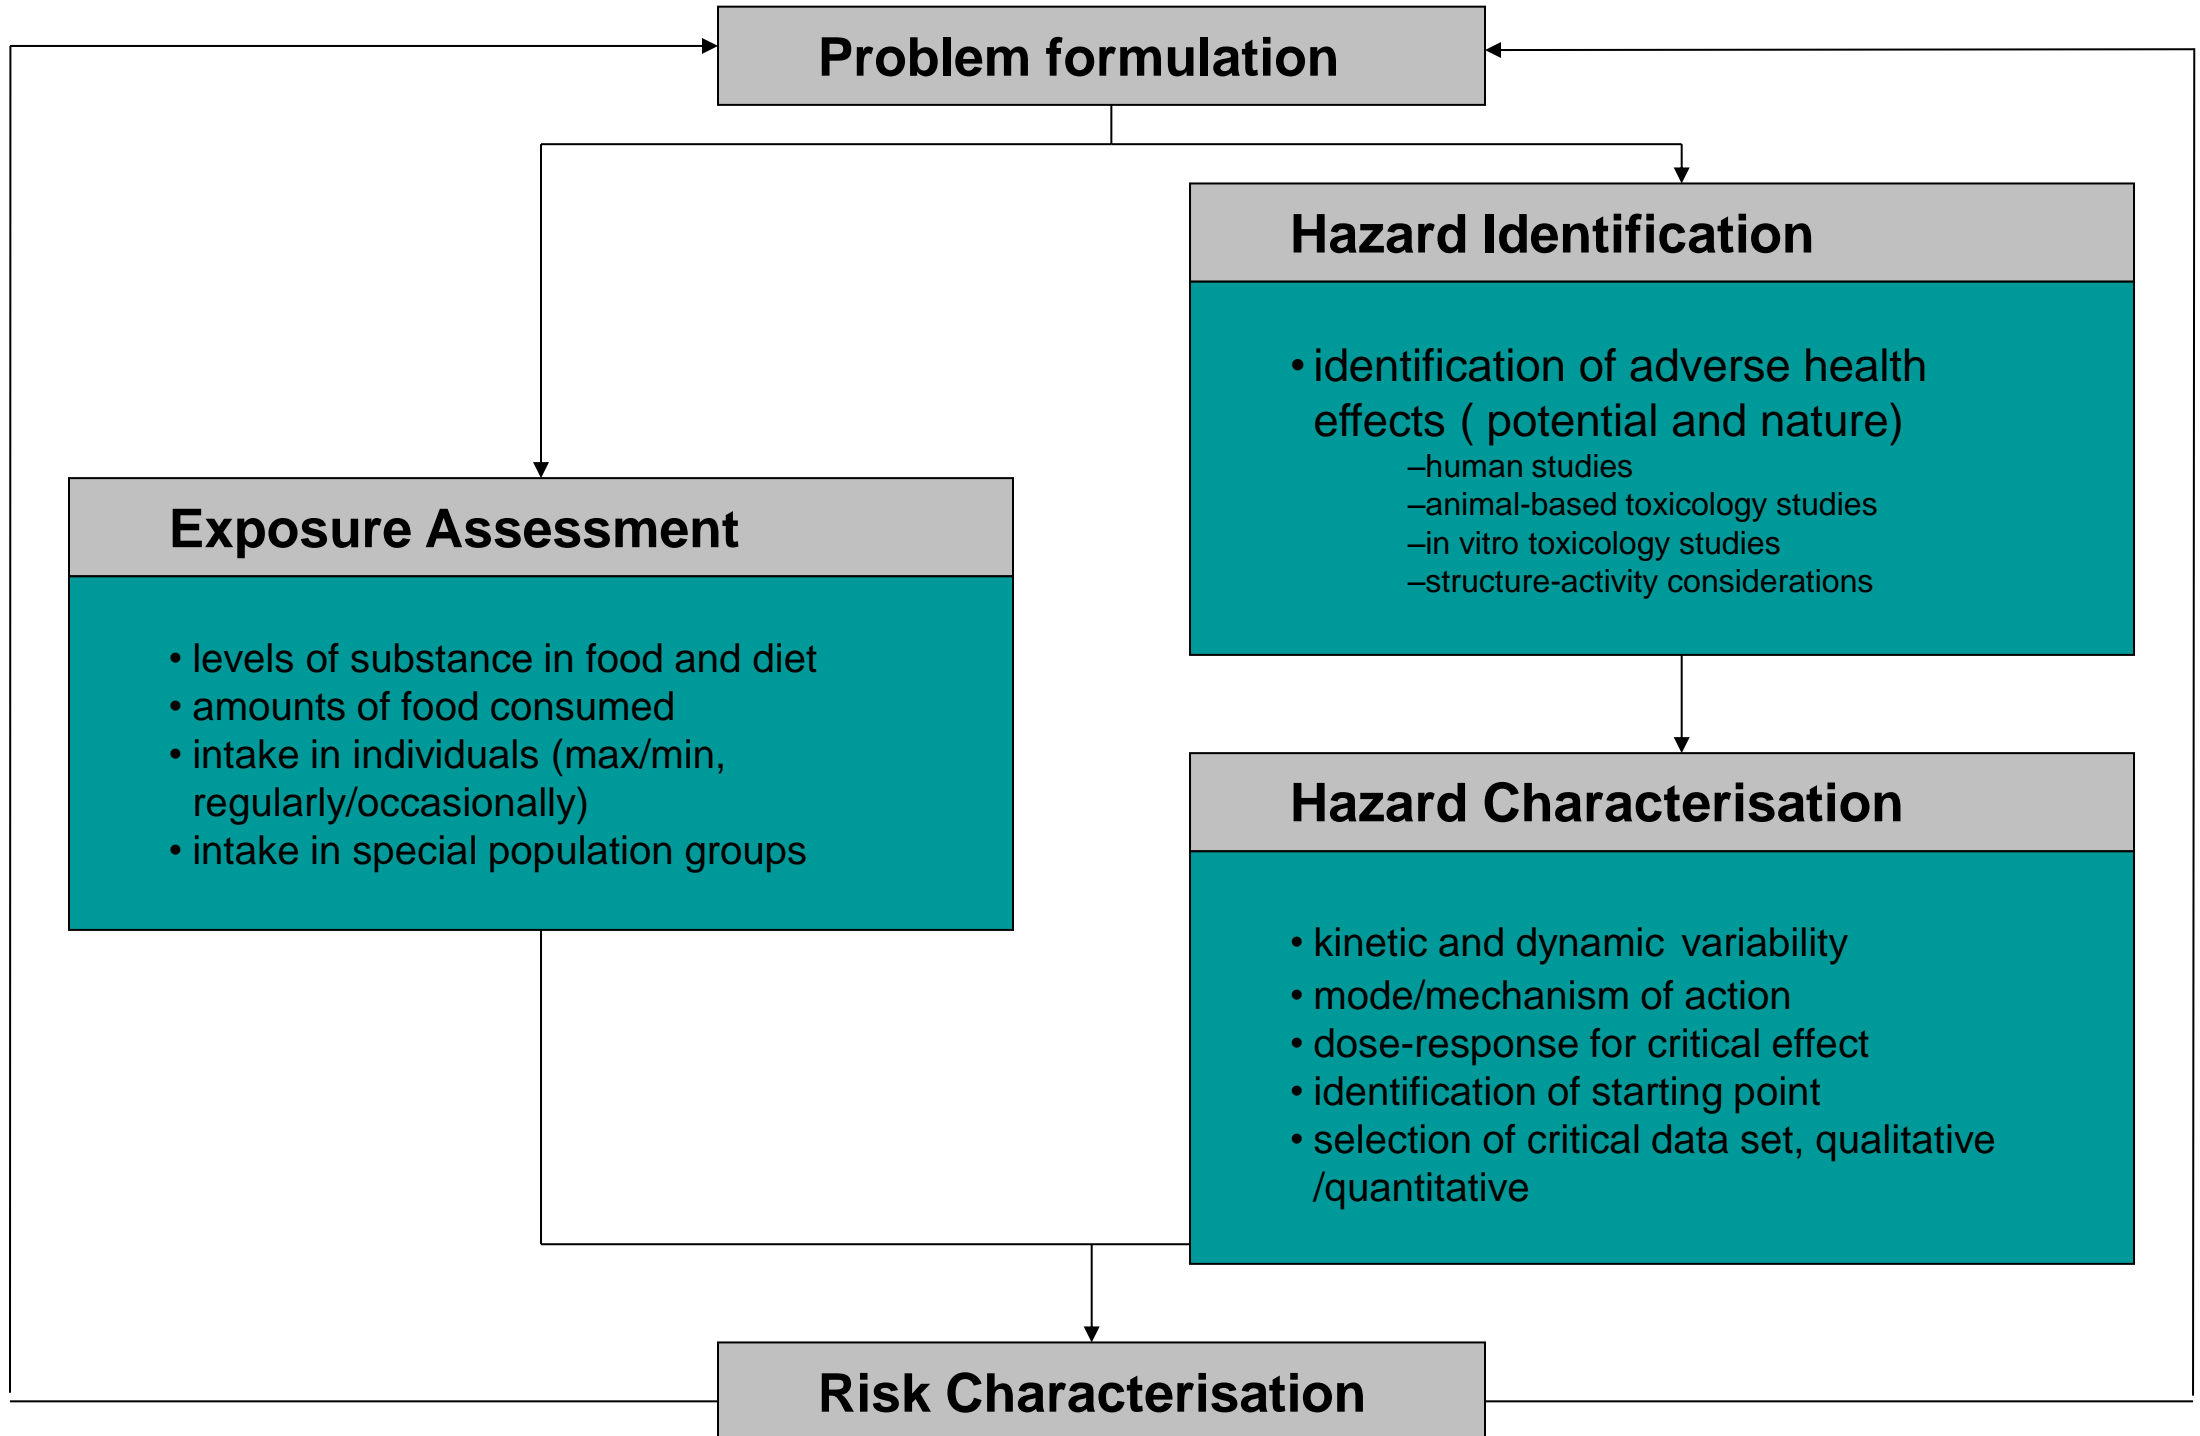 Problem formulation
Hazard Identification
• identification of adverse health
effects ( potential and nature)
–human studies
–animal-based toxicology studies
–in vitro toxicology studies
–structure-activity considerations
Exposure Assessment
• levels of substance in food and diet
• amounts of food consumed
• intake in individuals (max/min,
regularly/occasionally)
• intake in special population groups
Hazard Characterisation
• kinetic and dynamic variability
• mode/mechanism of action
• dose-response for critical effect
• identification of starting point
• selection of critical data set, qualitative
/quantitative
Risk Characterisation